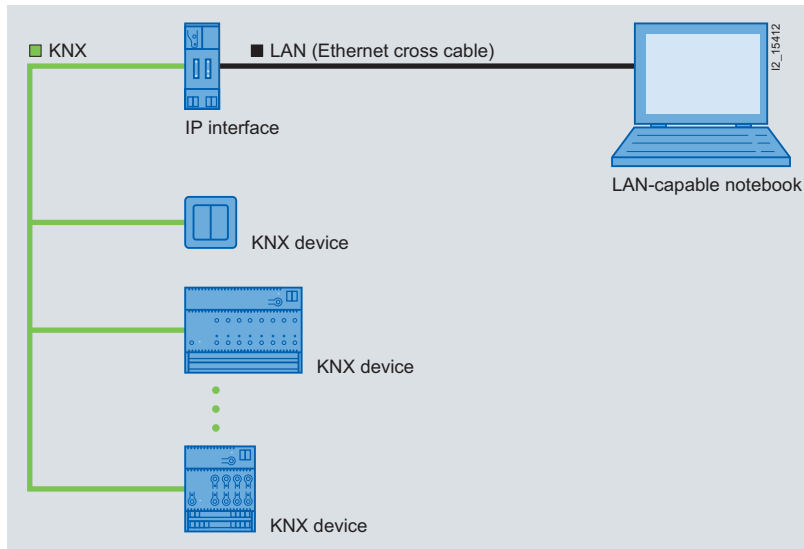 KNX
LAN (Ethernet cross cable)
I2_15412
IP interface
LAN-capable notebook
KNX device
KNX device
KNX device